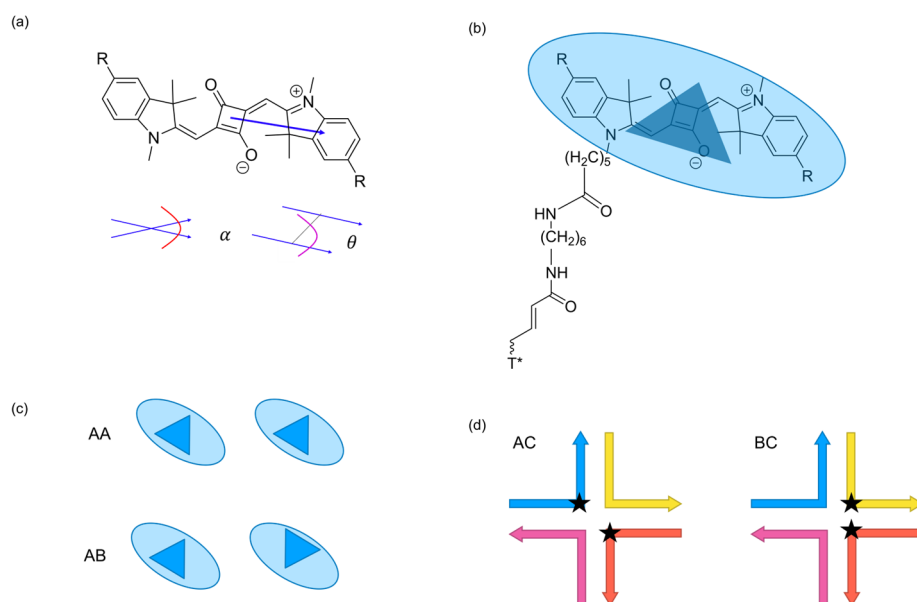 (a)
R
O
N
⊕
N
O
⊖
R
α
θ
(b)
R
O
N
⊕
N
O
⊖
R
(H₂C)₅
O
HN
(CH₂)₆
NH
O
T*
(c)
AA
AB
(d)
AC
BC